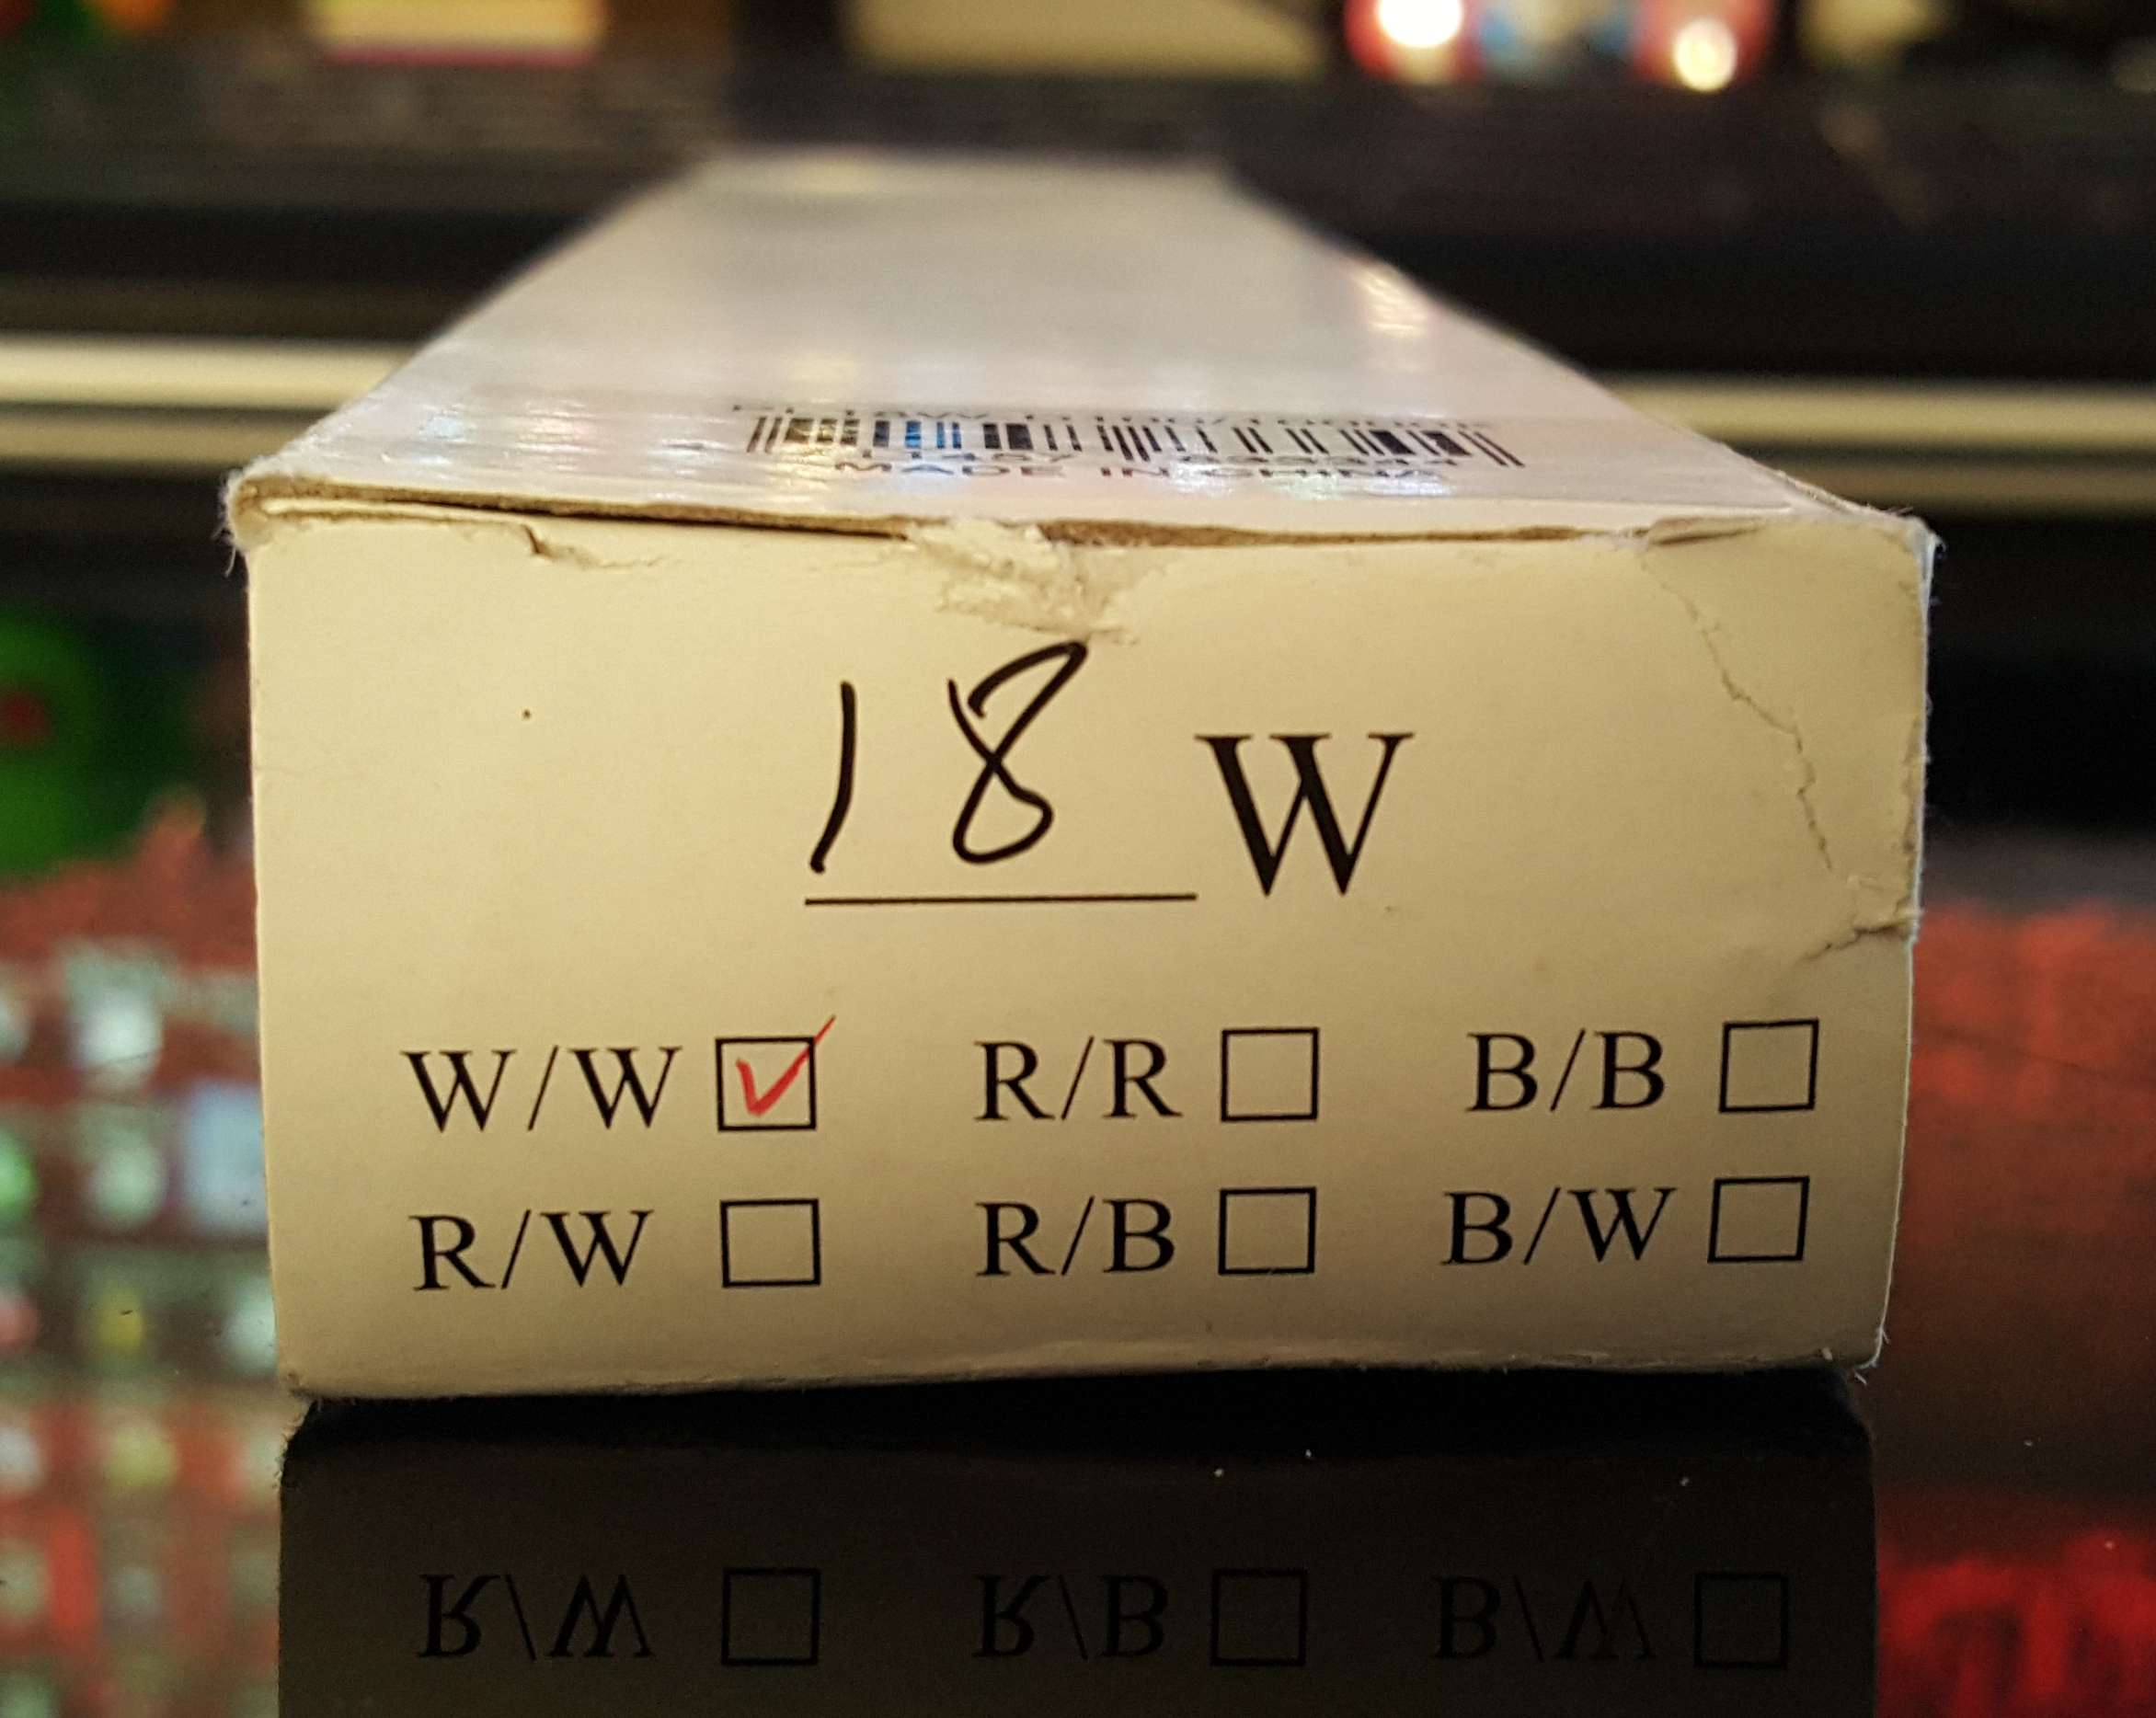 MADE IN CHINA
18 W
W/W ☑ R/R ☐ B/B ☐
R/W ☐ R/B ☐ B/W ☐